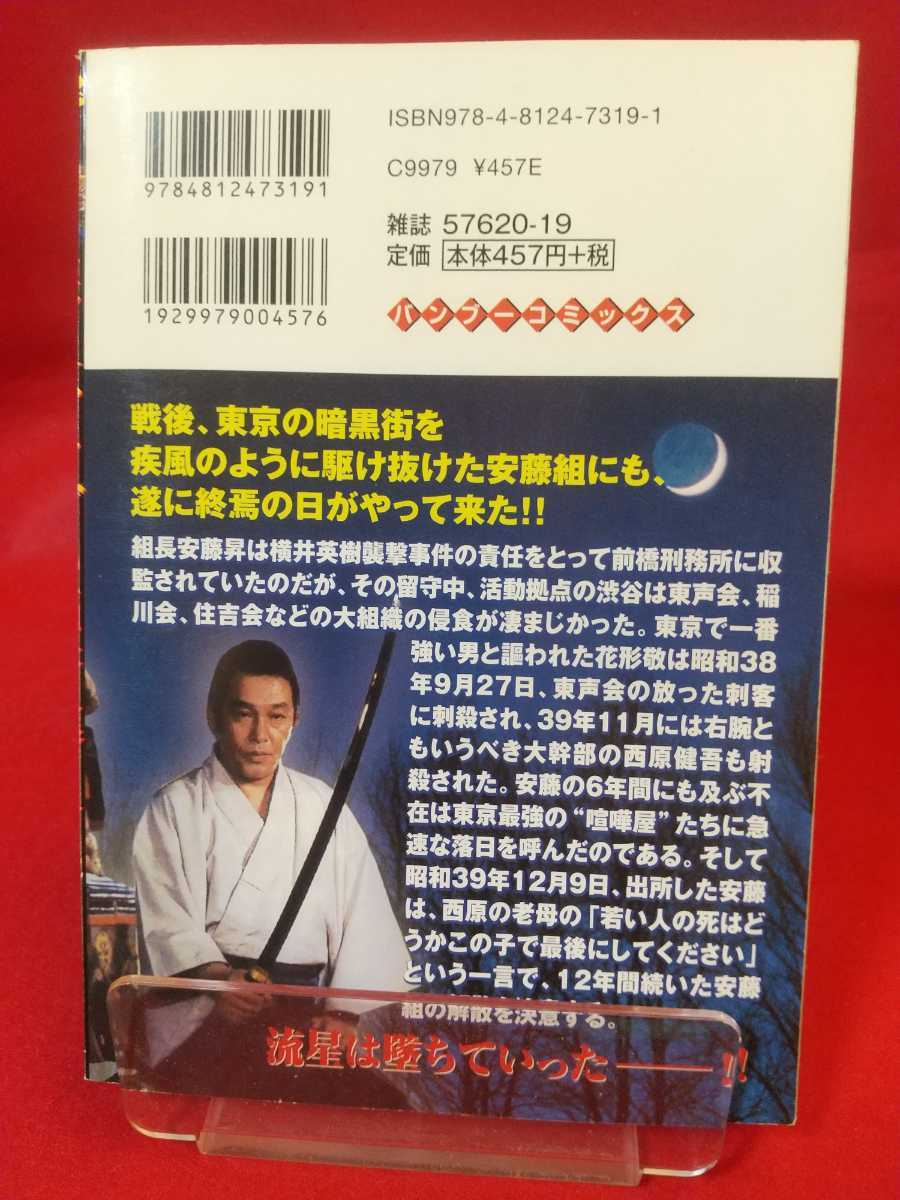 ISBN978-4-8124-7319-1
9784812473191
C9979 ¥457E
雑誌 57620-19
定価 本体457円+税
1929979004576
バンブーコミックス
戦後、東京の暗黒街を
疾風のように駆け抜けた安藤組にも、
遂に終焉の日がやって来た!!
組長安藤昇は横井英樹襲撃事件の責任をとって前橋刑務所に収
監されていたのだが、その留守中、活動拠点の渋谷は東声会、稲
川会、住吉会などの大組織の侵食が凄まじかった。東京で一番
強い男と謳われた花形敬は昭和38
年9月27日、東声会の放った刺客
に刺殺され、39年11月には右腕と
もいうべき大幹部の西原健吾も射
殺された。安藤の6年間にも及ぶ不
在は東京最強の“喧嘩屋”たちに急
速な落日を呼んだのである。そして
昭和39年12月9日、出所した安藤
は、西原の老母の「若い人の死はど
うかこの子で最後にしてください」
という一言で、12年間続いた安藤
組の解散を決意する。
流星は墜ちていった――!!